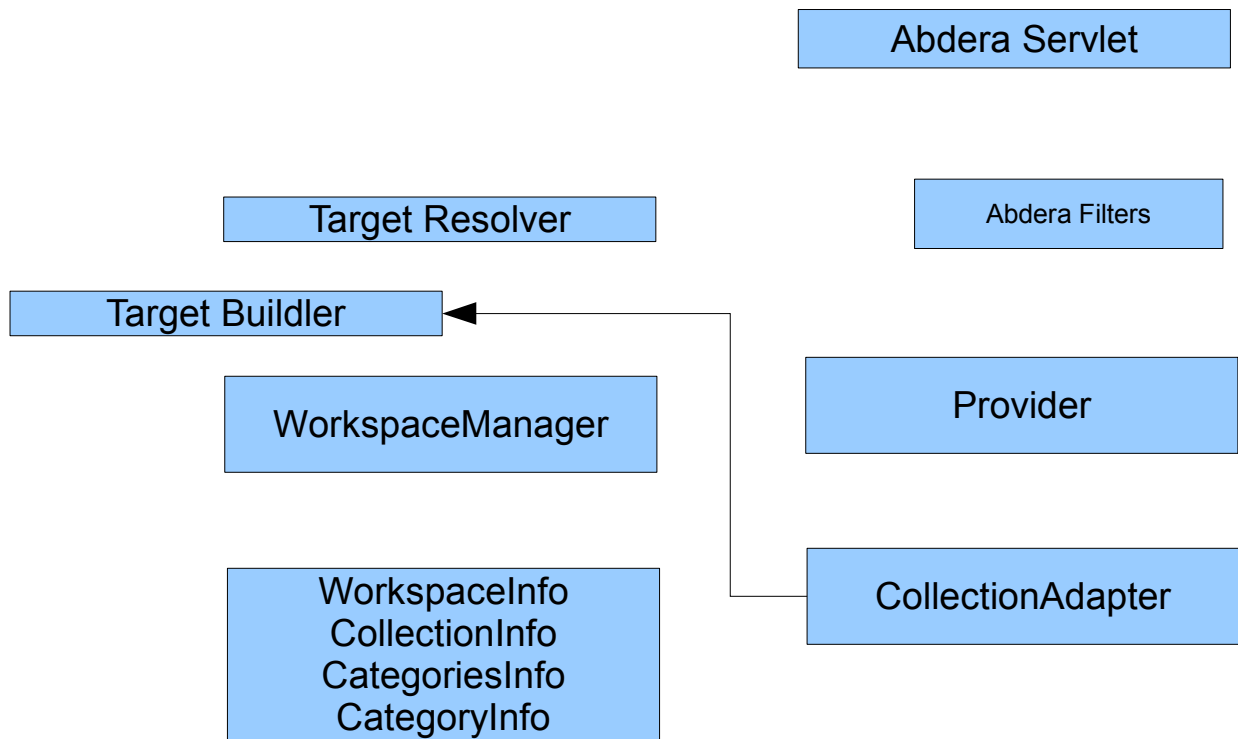 Abdera Servlet
Target Resolver
Abdera Filters
Target Buildler
WorkspaceManager
Provider
WorkspaceInfo
CollectionInfo
CategoriesInfo
CategoryInfo
CollectionAdapter